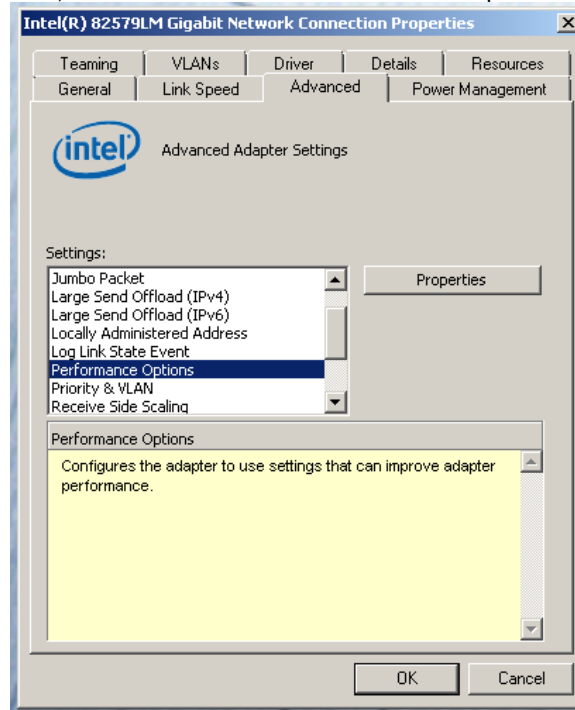 Intel(R) 82579LM Gigabit Network Connection Properties
Teaming VLANs Driver Details Resources
General Link Speed Advanced Power Management
intel Advanced Adapter Settings
Settings:
Jumbo Packet
Properties
Large Send Offload (IPv4)
Large Send Offload (IPv6)
Locally Administered Address
Log Link State Event
Performance Options
Priority & VLAN
Receive Side Scaling
Performance Options
Configures the adapter to use settings that can improve adapter
performance.
OK Cancel